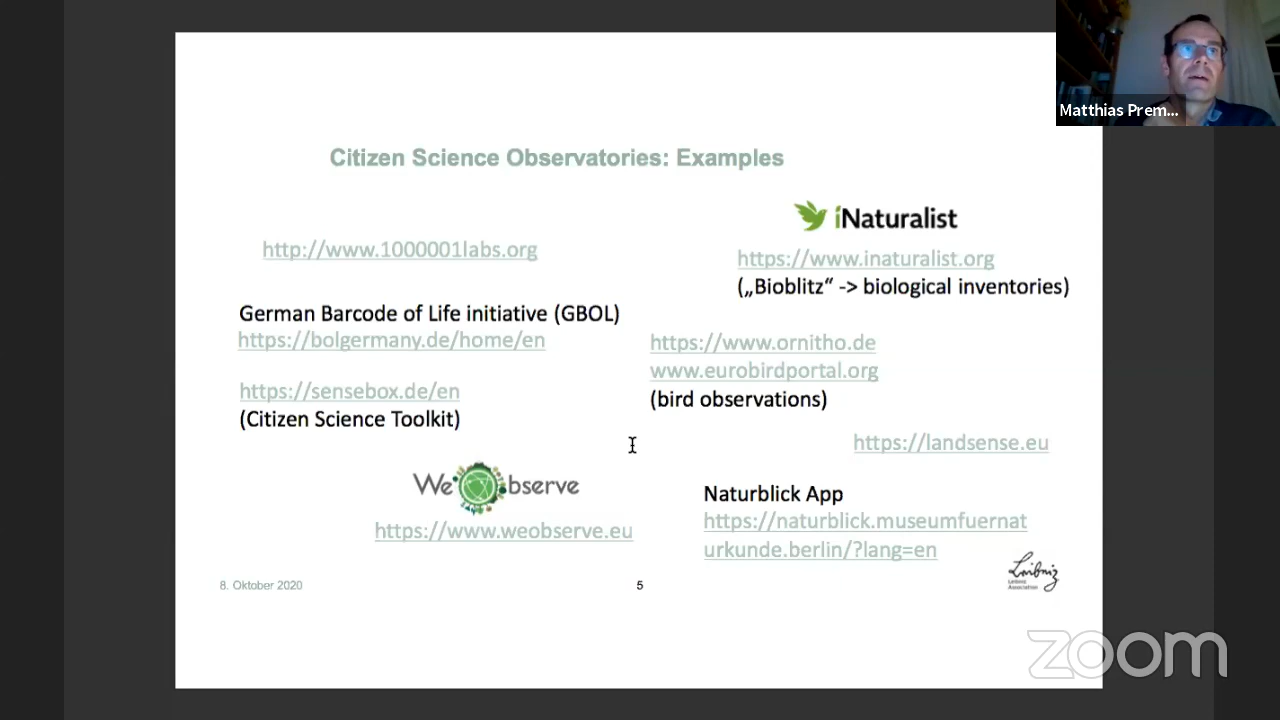 Matthias Prem...
Citizen Science Observatories: Examples
iNaturalist
http://www.1000001labs.org
https://www.inaturalist.org
(„Bioblitz“ -> biological inventories)
German Barcode of Life initiative (GBOL)
https://bolgermany.de/home/en
https://www.ornitho.de
www.eurobirdportal.org
(bird observations)
https://sensebox.de/en
(Citizen Science Toolkit)
https://landsense.eu
WeObserve
https://www.weobserve.eu
Naturblick App
https://naturblick.museumfuernat
urkunde.berlin/?lang=en
Leibniz
Leibniz
Association
8. Oktober 2020
5
zoom